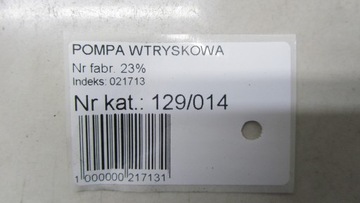 POMPA WTRYSKOWA
Nr fabr. 23%
Indeks: 021713
Nr kat.: 129/014
1 000000 217131